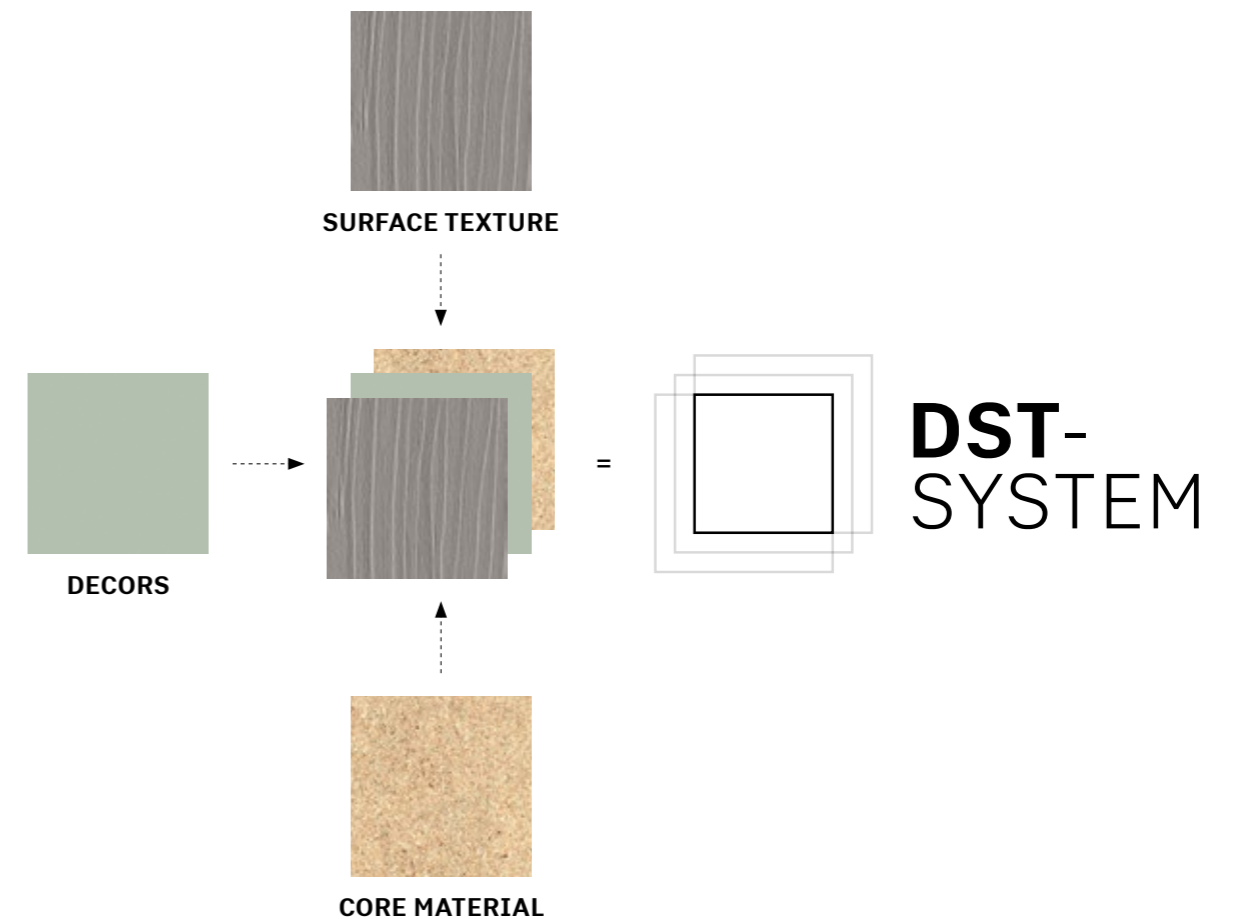 SURFACE TEXTURE
DECORS
=
DST-
SYSTEM
CORE MATERIAL